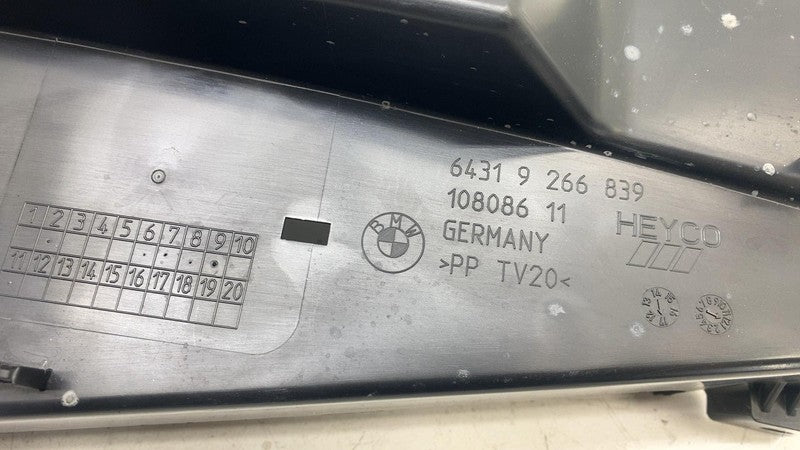 6431 9 266 839
108086 11
GERMANY
>PP TV20<
BMW
HEYCO
1 2 3 4 5 6 7 8 9 10
11 12 13 14 15 16 17 18 19 20